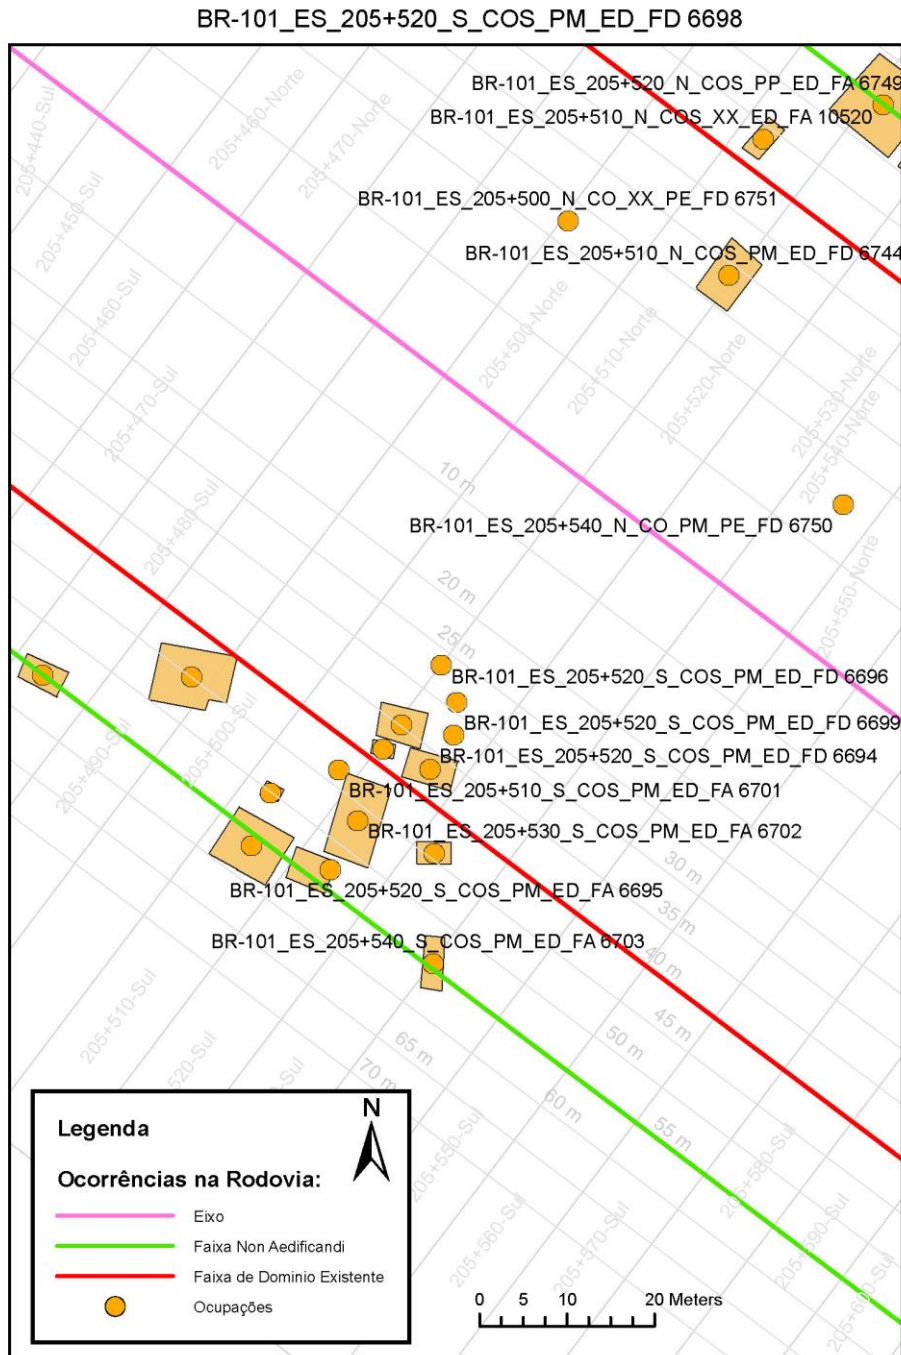 BR-101_ES_205+520_S_COS_PM_ED_FD 6698
BR-101_ES_205+520_N_COS_PP_ED_FA 6749
BR-101_ES_205+510_N_COS_XX_ED_FA 10520
205+440-Sul
205+460-Norte
205+470-Norte
205+450-Sul
BR-101_ES_205+500_N_CO_XX_PE_FD 6751
BR-101_ES_205+510_N_COS_PM_ED_FD 6744
205+460-Sul
205+500-Norte
205+510-Norte
205+520-Norte
205+530-Norte
205+540-Norte
205+470-Sul
10 m
205+480-Sul
BR-101_ES_205+540_N_CO_PM_PE_FD 6750
205+550-Norte
20 m
25 m
BR-101_ES_205+520_S_COS_PM_ED_FD 6696
BR-101_ES_205+520_S_COS_PM_ED_FD 6699
205+490-Sul
205+500-Sul
BR-101_ES_205+520_S_COS_PM_ED_FD 6694
BR-101_ES_205+510_S_COS_PM_ED_FA 6701
BR-101_ES_205+530_S_COS_PM_ED_FA 6702
30 m
BR-101_ES_205+520_S_COS_PM_ED_FA 6695
35 m
BR-101_ES_205+540_S_COS_PM_ED_FA 6703
40 m
205+510-Sul
45 m
50 m
65 m
70 m
60 m
55 m
205+550-Sul
205+580-Sul
205+560-Sul
205+570-Sul
205+590-Sul
205+600-Sul
N
Legenda
Ocorrências na Rodovia:
Eixo
Faixa Non Aedificandi
Faixa de Dominio Existente
Ocupações
0 5 10 20 Meters